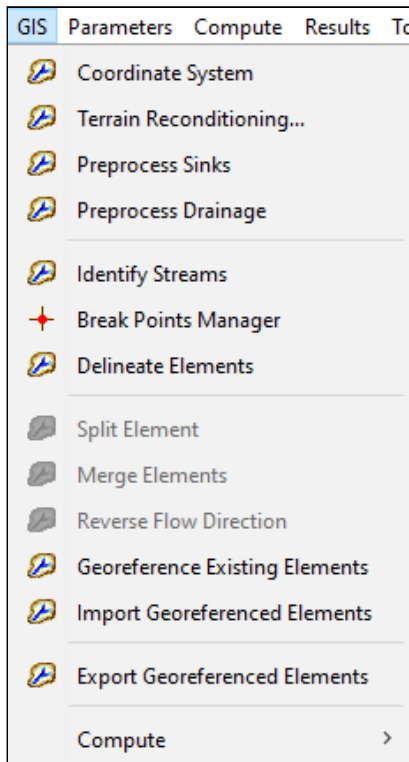 GIS Parameters Compute Results To
Coordinate System
Terrain Reconditioning...
Preprocess Sinks
Preprocess Drainage
Identify Streams
Break Points Manager
Delineate Elements
Split Element
Merge Elements
Reverse Flow Direction
Georeference Existing Elements
Import Georeferenced Elements
Export Georeferenced Elements
Compute